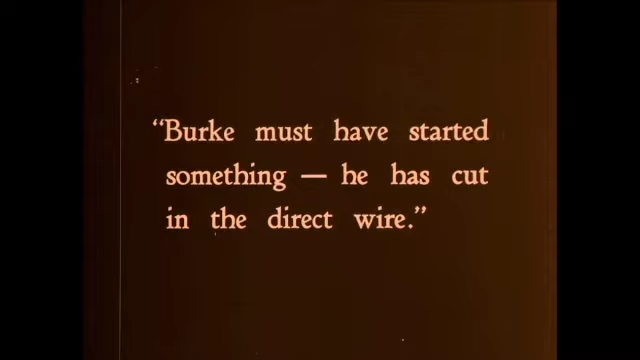 “Burke must have started
something — he has cut
in the direct wire.”